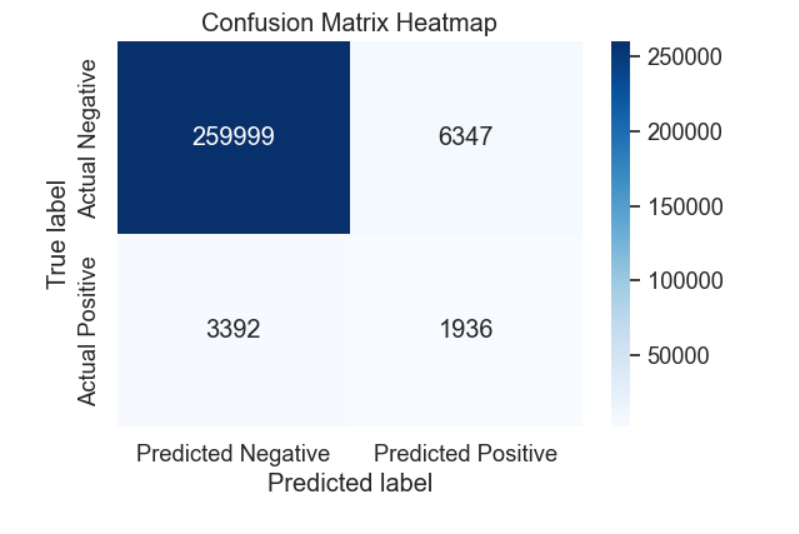 Confusion Matrix Heatmap
True label
Actual Negative
259999
6347
Actual Positive
3392
1936
Predicted Negative
Predicted Positive
Predicted label
250000
200000
150000
100000
50000